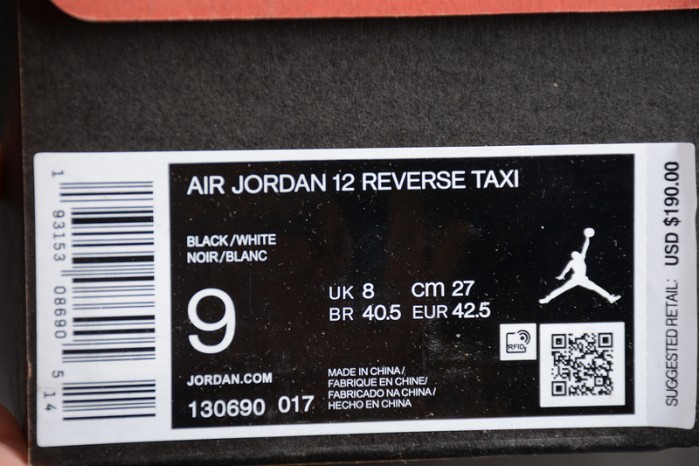 AIR JORDAN 12 REVERSE TAXI
BLACK/WHITE
NOIR/BLANC
9
UK 8 cm 27
BR 40.5 EUR 42.5
JORDAN.COM
130690 017
MADE IN CHINA/
FABRIQUE EN CHINE/
FABRICADO NA CHINA/
HECHO EN CHINA
RFID
SUGGESTED RETAIL: USD $190.00
1 93153 08690 5 14